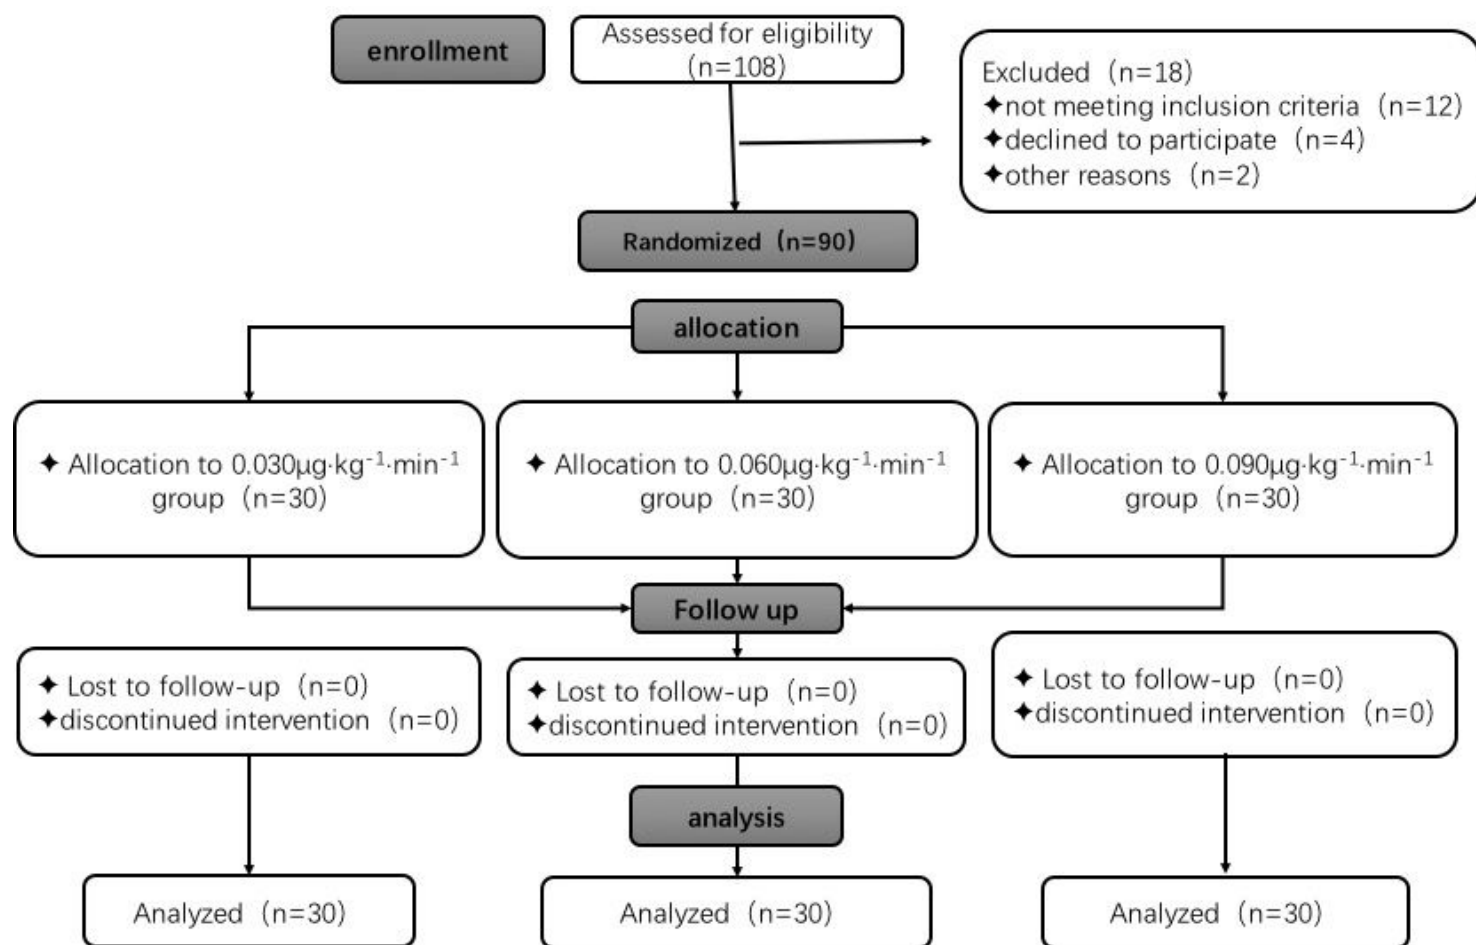 enrollment
Assessed for eligibility
(n=108)
Excluded (n=18)
✦not meeting inclusion criteria (n=12)
✦declined to participate (n=4)
✦other reasons (n=2)
Randomized (n=90)
allocation
✦ Allocation to 0.030μg·kg⁻¹·min⁻¹
group (n=30)
✦ Allocation to 0.060μg·kg⁻¹·min⁻¹
group (n=30)
✦ Allocation to 0.090μg·kg⁻¹·min⁻¹
group (n=30)
Follow up
✦ Lost to follow-up (n=0)
✦discontinued intervention (n=0)
✦ Lost to follow-up (n=0)
✦discontinued intervention (n=0)
✦ Lost to follow-up (n=0)
✦discontinued intervention (n=0)
analysis
Analyzed (n=30)
Analyzed (n=30)
Analyzed (n=30)